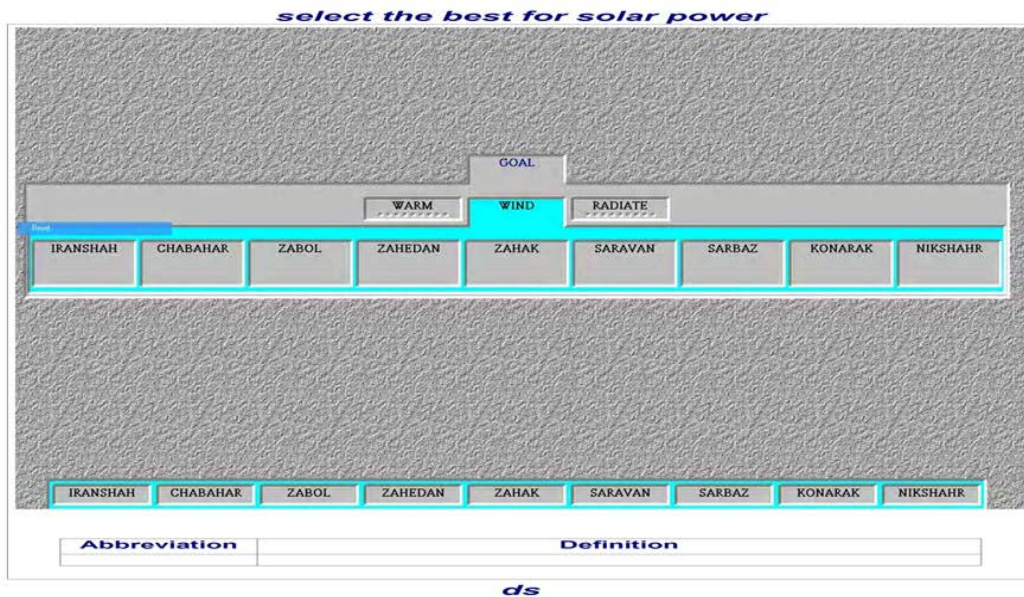 select the best for solar power
GOAL
WARM WIND RADIATE
IRANSHAH CHABAHAR ZABOL ZAHEDAN ZAHAK SARAVAN SARBAZ KONARAK NIKSHAHR
IRANSHAH CHABAHAR ZABOL ZAHEDAN ZAHAK SARAVAN SARBAZ KONARAK NIKSHAHR
Abbreviation Definition
ds